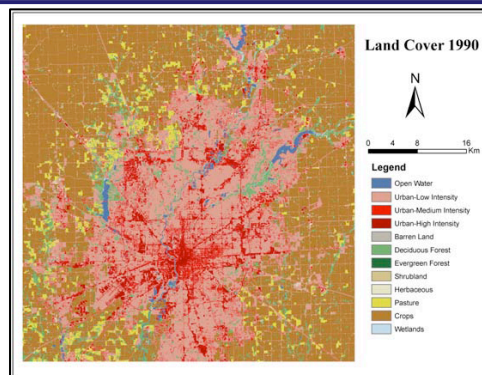 Land Cover 1990
N
0 4 8 16
Km
Legend
Open Water
Urban-Low Intensity
Urban-Medium Intensity
Urban-High Intensity
Barren Land
Deciduous Forest
Evergreen Forest
Shrubland
Herbaceous
Pasture
Crops
Wetlands